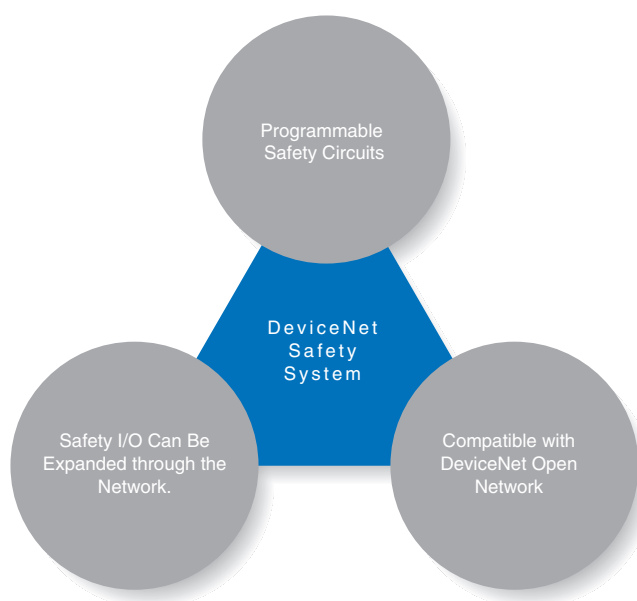 Programmable
Safety Circuits
DeviceNet
Safety
System
Safety I/O Can Be
Expanded through the
Network.
Compatible with
DeviceNet Open
Network